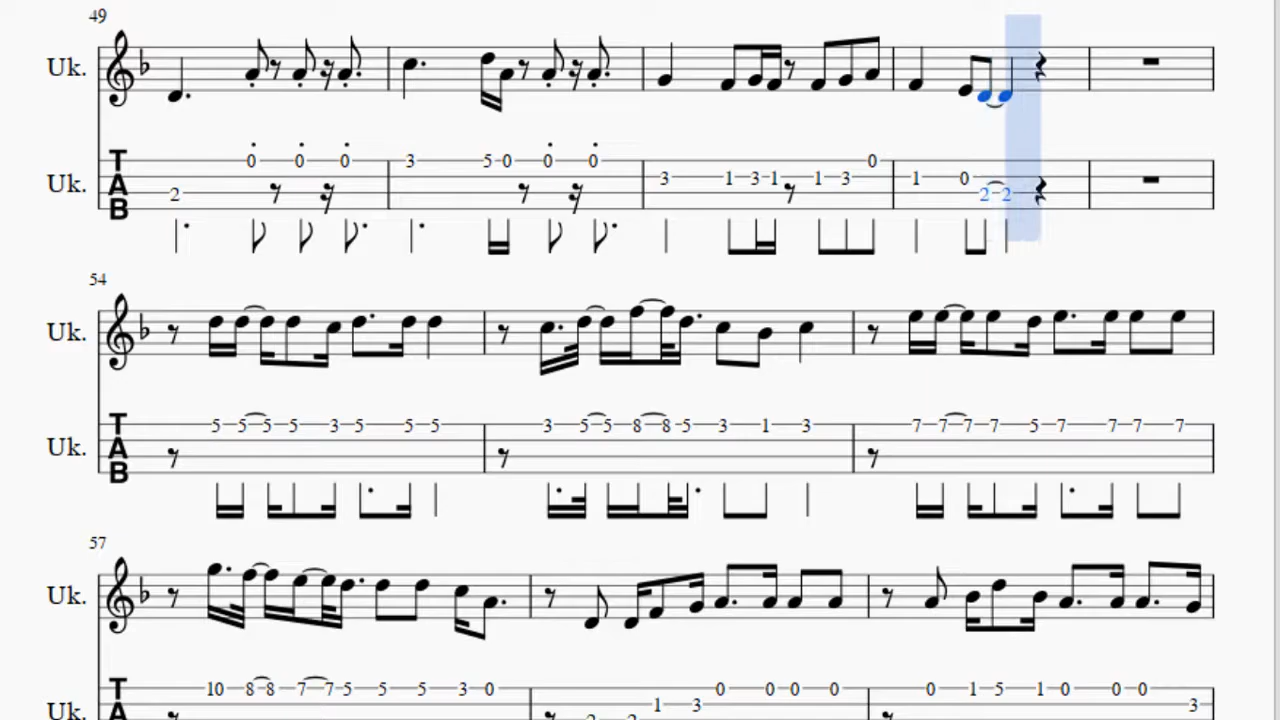 49
Uk.
Uk.
T
A
B
2 0 0 0 3 5 0 0 0 3 1 3 1 1 3 0 1 0 2 2
54
Uk.
Uk.
T
A
B
5 5 5 5 3 5 5 5 3 5 5 8 8 5 3 1 3 7 7 7 7 5 7 7 7 7
57
Uk.
Uk.
T
A
10 8 8 7 7 5 5 5 3 0 1 3 0 0 0 0 0 1 5 1 0 0 0 3